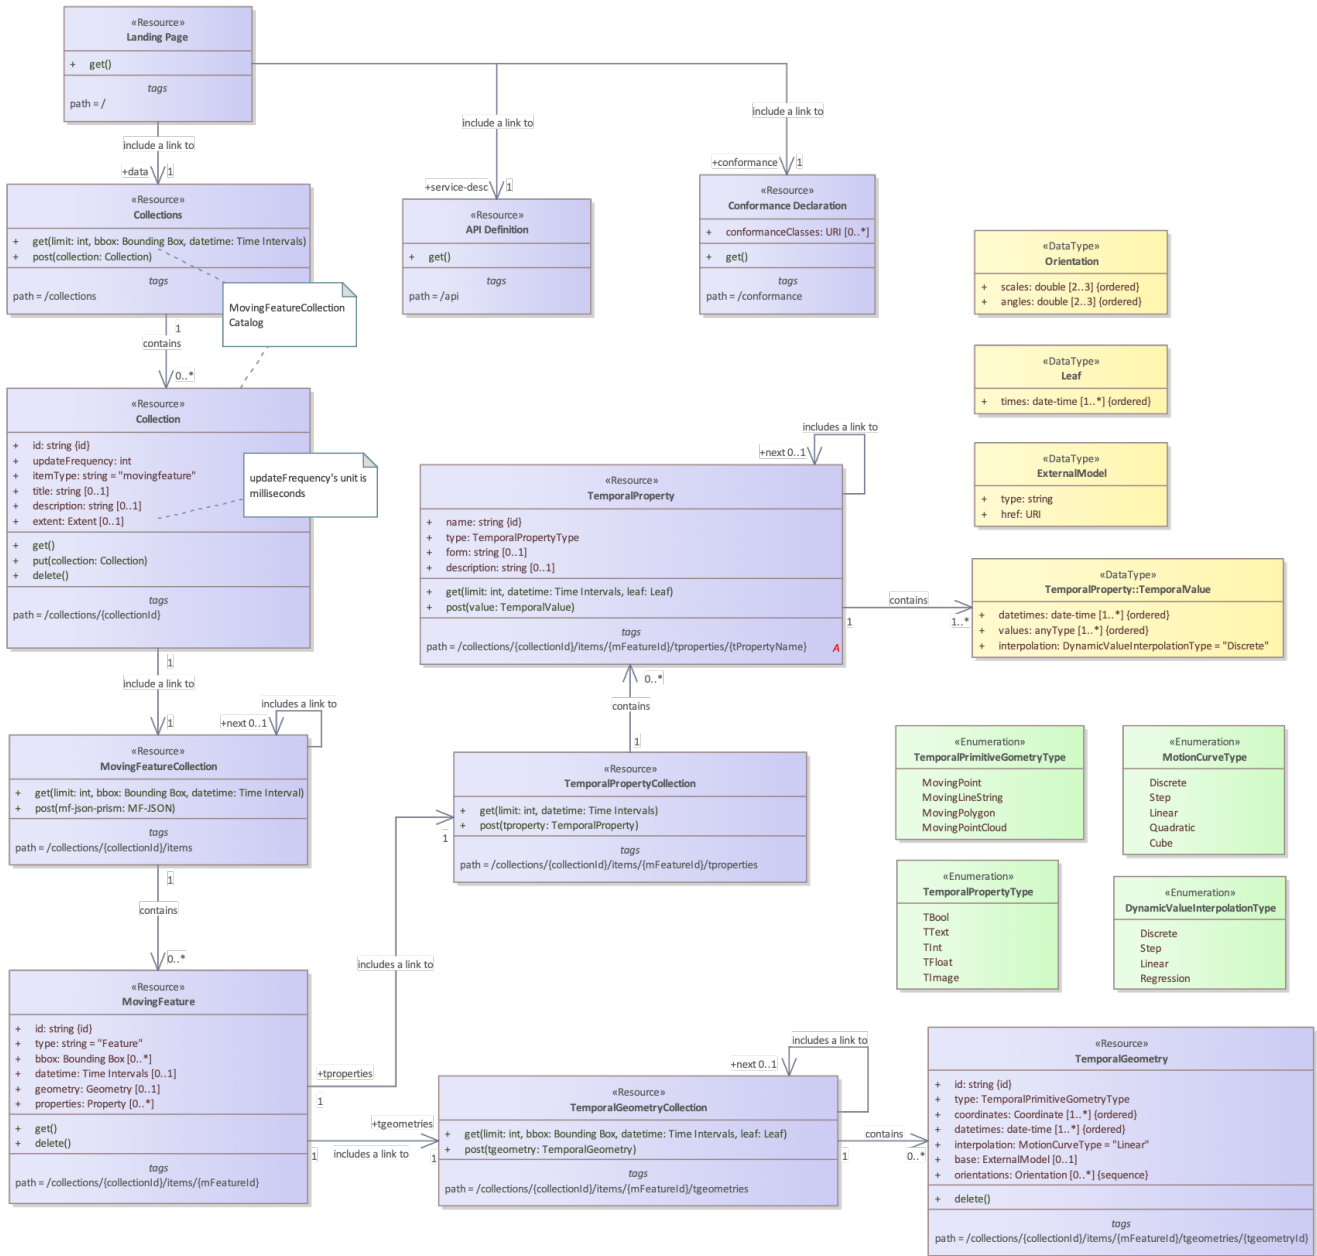 «Resource»
Landing Page
+ get()
tags
path = /
include a link to
+data 1
include a link to
+service-desc 1
include a link to
+conformance 1
«Resource»
Collections
+ get(limit: int, bbox: Bounding Box, datetime: Time Intervals)
+ post(collection: Collection)
tags
path = /collections
MovingFeatureCollection
Catalog
«Resource»
API Definition
+ get()
tags
path = /api
«Resource»
Conformance Declaration
+ conformanceClasses: URI [0..*]
+ get()
tags
path = /conformance
«DataType»
Orientation
+ scales: double [2..3] {ordered}
+ angles: double [2..3] {ordered}
1
contains
0..*
«DataType»
Leaf
+ times: date-time [1..*] {ordered}
«Resource»
Collection
+ id: string {id}
+ updateFrequency: int
+ itemType: string = "movingfeature"
+ title: string [0..1]
+ description: string [0..1]
+ extent: Extent [0..1]
+ get()
+ put(collection: Collection)
+ delete()
tags
path = /collections/{collectionId}
updateFrequency's unit is
milliseconds
includes a link to
+next 0..1
«Resource»
TemporalProperty
+ name: string {id}
+ type: TemporalPropertyType
+ form: string [0..1]
+ description: string [0..1]
+ get(limit: int, datetime: Time Intervals, leaf: Leaf)
+ post(value: TemporalValue)
tags
path = /collections/{collectionId}/items/{mFeatureId}/tproperties/{tPropertyName}
A
«DataType»
ExternalModel
+ type: string
+ href: URI
contains
1
1..*
«DataType»
TemporalProperty::TemporalValue
+ datetimes: date-time [1..*] {ordered}
+ values: anyType [1..*] {ordered}
+ interpolation: DynamicValueInterpolationType = "Discrete"
1
include a link to
1
includes a link to
+next 0..1
0..*
contains
1
«Resource»
MovingFeatureCollection
+ get(limit: int, bbox: Bounding Box, datetime: Time Interval)
+ post(mf-json-prism: MF-JSON)
tags
path = /collections/{collectionId}/items
«Resource»
TemporalPropertyCollection
+ get(limit: int, datetime: Time Intervals)
+ post(tproperty: TemporalProperty)
tags
path = /collections/{collectionId}/items/{mFeatureId}/tproperties
«Enumeration»
TemporalPrimitiveGometryType
MovingPoint
MovingLineString
MovingPolygon
MovingPointCloud
«Enumeration»
MotionCurveType
Discrete
Step
Linear
Quadratic
Cube
«Enumeration»
TemporalPropertyType
TBool
TText
TInt
TFloat
TImage
«Enumeration»
DynamicValueInterpolationType
Discrete
Step
Linear
Regression
1
contains
0..*
1
includes a link to
+tproperties
1
«Resource»
MovingFeature
+ id: string {id}
+ type: string = "Feature"
+ bbox: Bounding Box [0..*]
+ datetime: Time Intervals [0..1]
+ geometry: Geometry [0..1]
+ properties: Property [0..*]
+ get()
+ delete()
tags
path = /collections/{collectionId}/items/{mFeatureId}
+tgeometries
1
includes a link to
1
includes a link to
+next 0..1
«Resource»
TemporalGeometryCollection
+ get(limit: int, bbox: Bounding Box, datetime: Time Intervals, leaf: Leaf)
+ post(tgeometry: TemporalGeometry)
tags
path = /collections/{collectionId}/items/{mFeatureId}/tgeometries
contains
1
0..*
«Resource»
TemporalGeometry
+ id: string {id}
+ type: TemporalPrimitiveGometryType
+ coordinates: Coordinate [1..*] {ordered}
+ datetimes: date-time [1..*] {ordered}
+ interpolation: MotionCurveType = "Linear"
+ base: ExternalModel [0..1]
+ orientations: Orientation [0..*] {sequence}
+ delete()
tags
path = /collections/{collectionId}/items/{mFeatureId}/tgeometries/{tgeometryId}